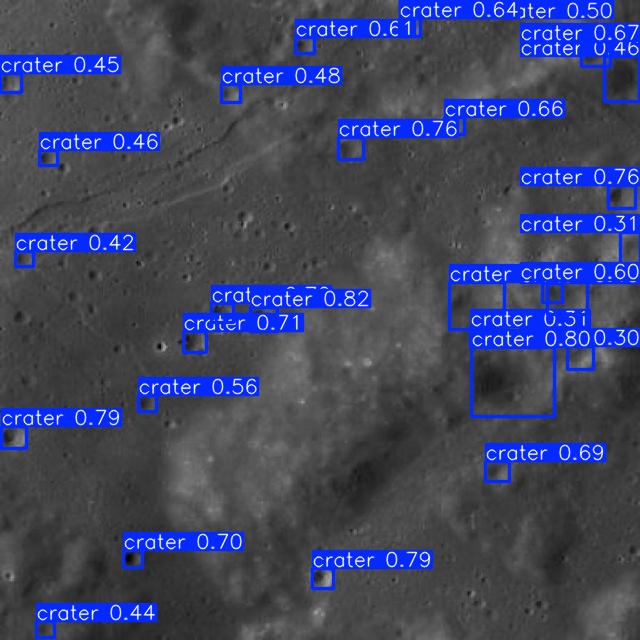 crater 0.64
ter 0.50
crater 0.61
crater 0.67
crater 0.46
crater 0.45
crater 0.48
crater 0.66
crater 0.76
crater 0.46
crater 0.76
crater 0.31
crater 0.42
crater
crater 0.60
crater 0.82
crater 0.71
crater 0.31
crater 0.80
0.30
crater 0.56
crater 0.79
crater 0.69
crater 0.70
crater 0.79
crater 0.44